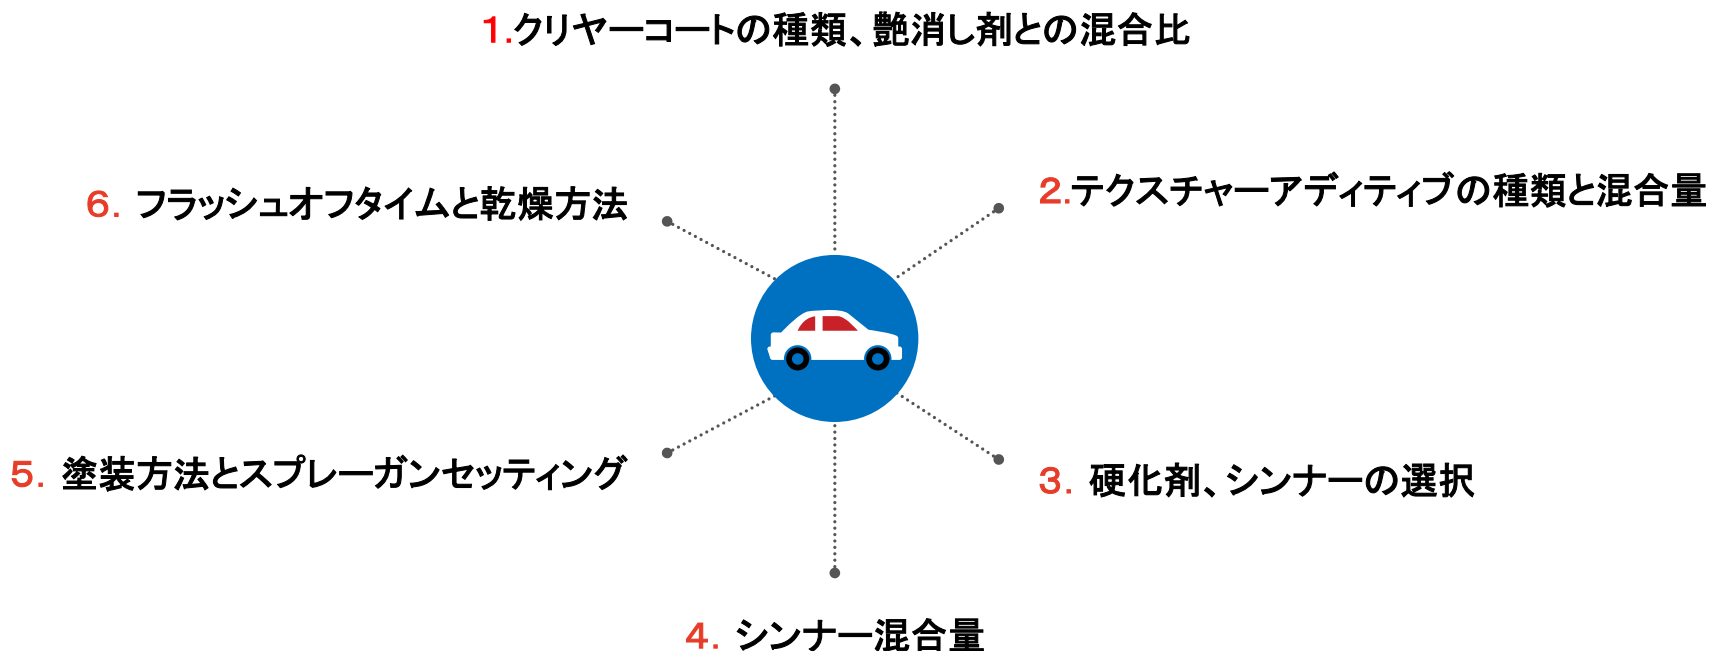 1.クリヤーコートの種類、艶消し剤との混合比
2.テクスチャーアディティブの種類と混合量
3. 硬化剤、シンナーの選択
4. シンナー混合量
5. 塗装方法とスプレーガンセッティング
6. フラッシュオフタイムと乾燥方法